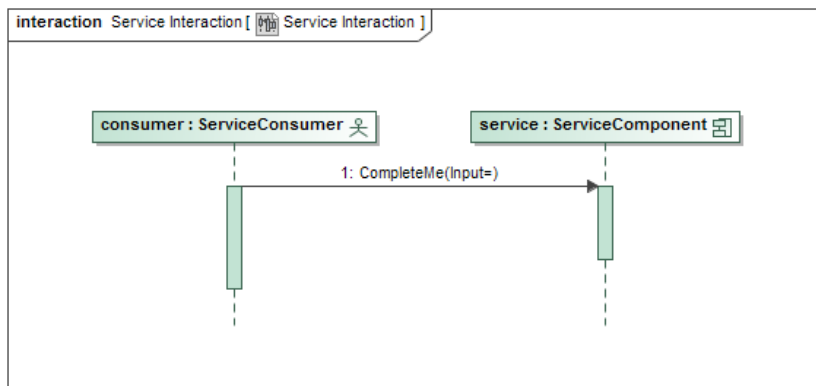 interaction Service Interaction [ Service Interaction ]
consumer : ServiceConsumer
service : ServiceComponent
1: CompleteMe(Input=)